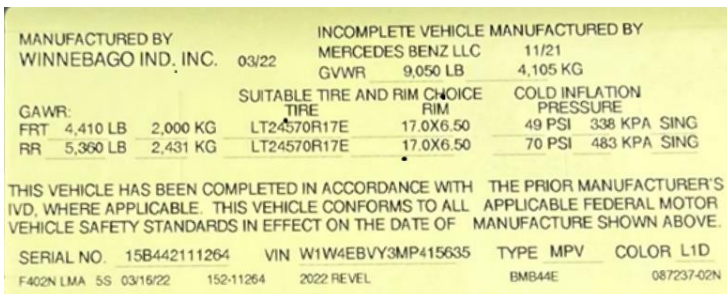 MANUFACTURED BY
WINNEBAGO IND. INC. 03/22
INCOMPLETE VEHICLE MANUFACTURED BY
MERCEDES BENZ LLC 11/21
GVWR 9,050 LB 4,105 KG
SUITABLE TIRE AND RIM CHOICE COLD INFLATION
GAWR: TIRE RIM PRESSURE
FRT 4,410 LB 2,000 KG LT24570R17E 17.0X6.50 49 PSI 338 KPA SING
RR 5,360 LB 2,431 KG LT24570R17E 17.0X6.50 70 PSI 483 KPA SING
THIS VEHICLE HAS BEEN COMPLETED IN ACCORDANCE WITH THE PRIOR MANUFACTURER'S
IVD, WHERE APPLICABLE. THIS VEHICLE CONFORMS TO ALL APPLICABLE FEDERAL MOTOR
VEHICLE SAFETY STANDARDS IN EFFECT ON THE DATE OF MANUFACTURE SHOWN ABOVE.
SERIAL NO. 15B442111264 VIN W1W4EBVY3MP415635 TYPE MPV COLOR L1D
F402N LMA 5S 03/16/22 152-11264 2022 REVEL BMB44E 087237-02N